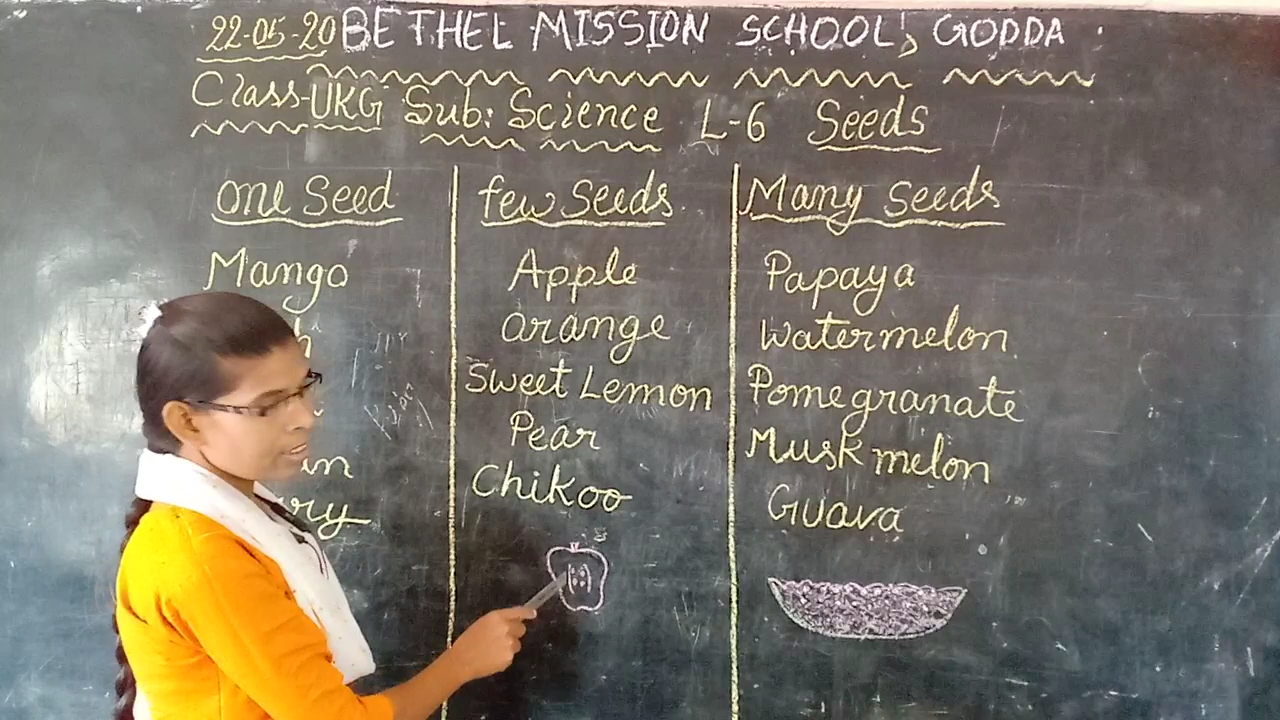 22-05-20 BETHEL MISSION SCHOOL, GODDA.
Class-UKG Sub: Science L-6 Seeds
One Seed
Mango
few Seeds
Apple
Orange
Sweet Lemon
Pear
Chikoo
Many Seeds
Papaya
Watermelon
Pomegranate
Muskmelon
Guava